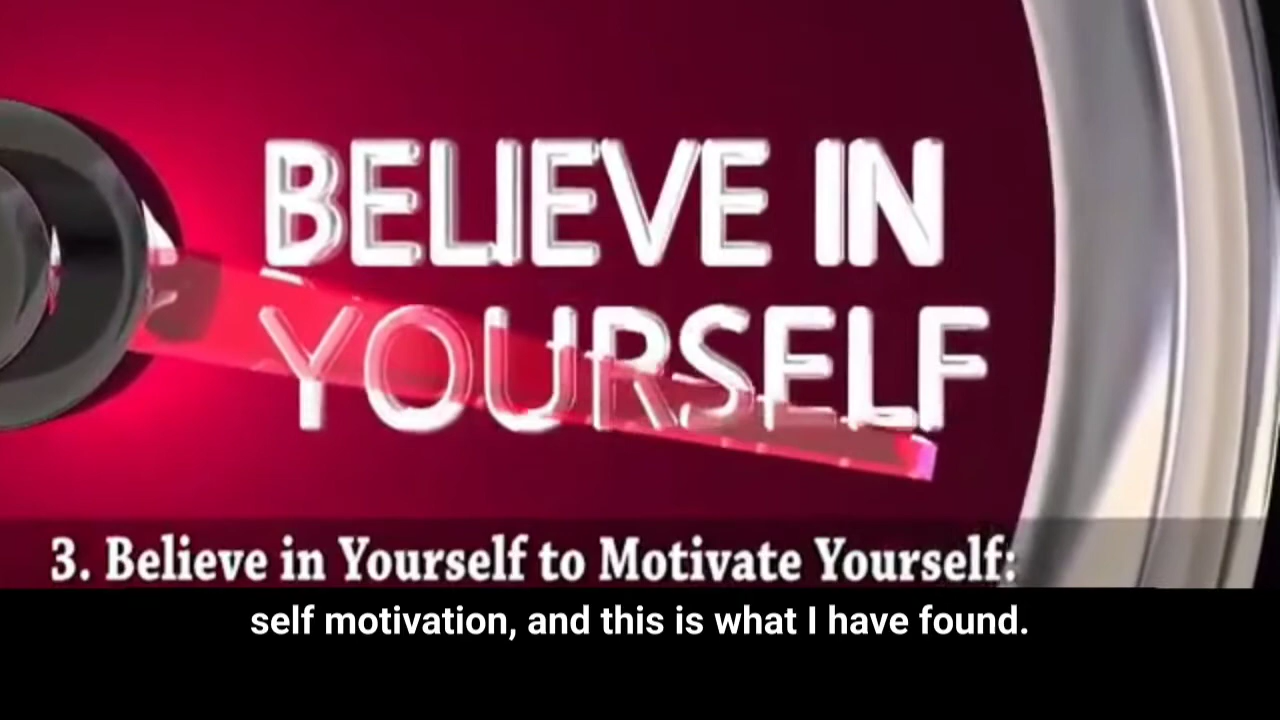 BELIEVE IN
YOURSELF
3. Believe in Yourself to Motivate Yourself:
self motivation, and this is what I have found.